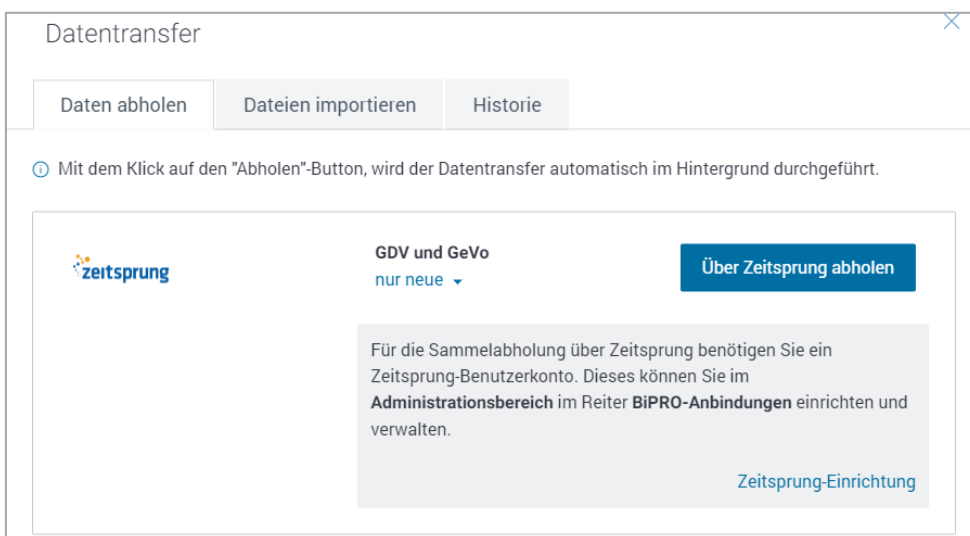 Datentransfer
Daten abholen
Dateien importieren
Historie
Mit dem Klick auf den "Abholen"-Button, wird der Datentransfer automatisch im Hintergrund durchgeführt.
zeitsprung
GDV und GeVo
nur neue
Über Zeitsprung abholen
Für die Sammelabholung über Zeitsprung benötigen Sie ein
Zeitsprung-Benutzerkonto. Dieses können Sie im
Administrationsbereich im Reiter BiPRO-Anbindungen einrichten und
verwalten.
Zeitsprung-Einrichtung